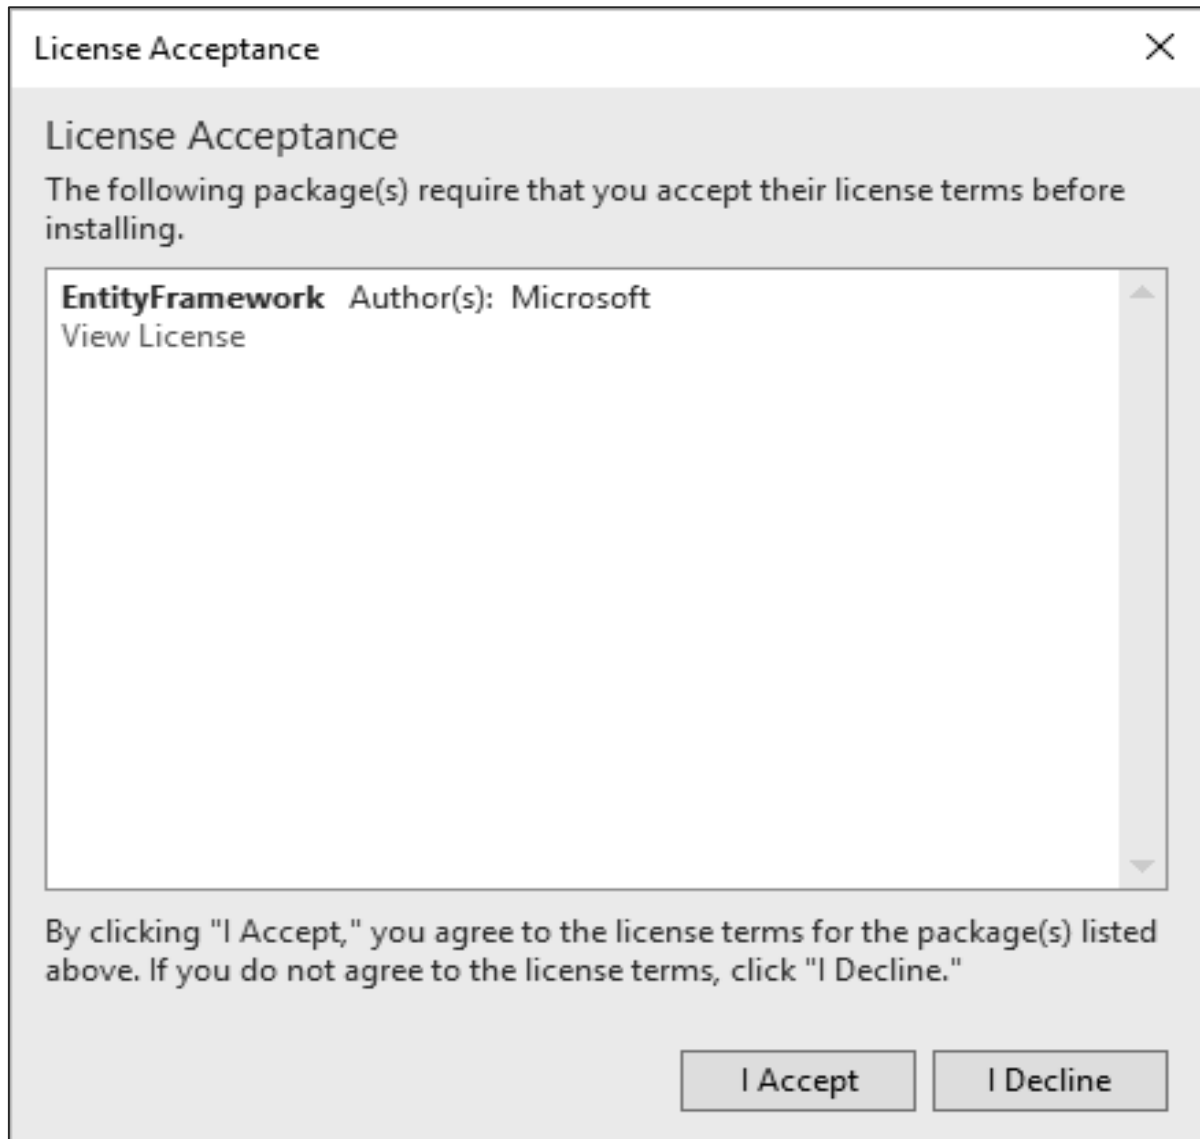 License Acceptance
License Acceptance
The following package(s) require that you accept their license terms before
installing.
EntityFramework Author(s): Microsoft
View License
By clicking "I Accept," you agree to the license terms for the package(s) listed
above. If you do not agree to the license terms, click "I Decline."
I Accept I Decline